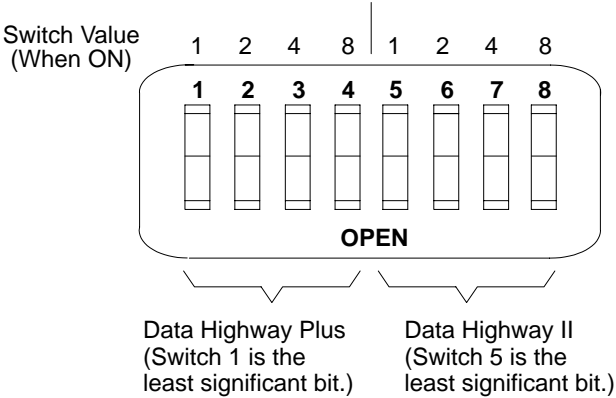 Switch Value
(When ON)
1 2 4 8 1 2 4 8
1 2 3 4 5 6 7 8
OPEN
Data Highway Plus
(Switch 1 is the
least significant bit.)
Data Highway II
(Switch 5 is the
least significant bit.)